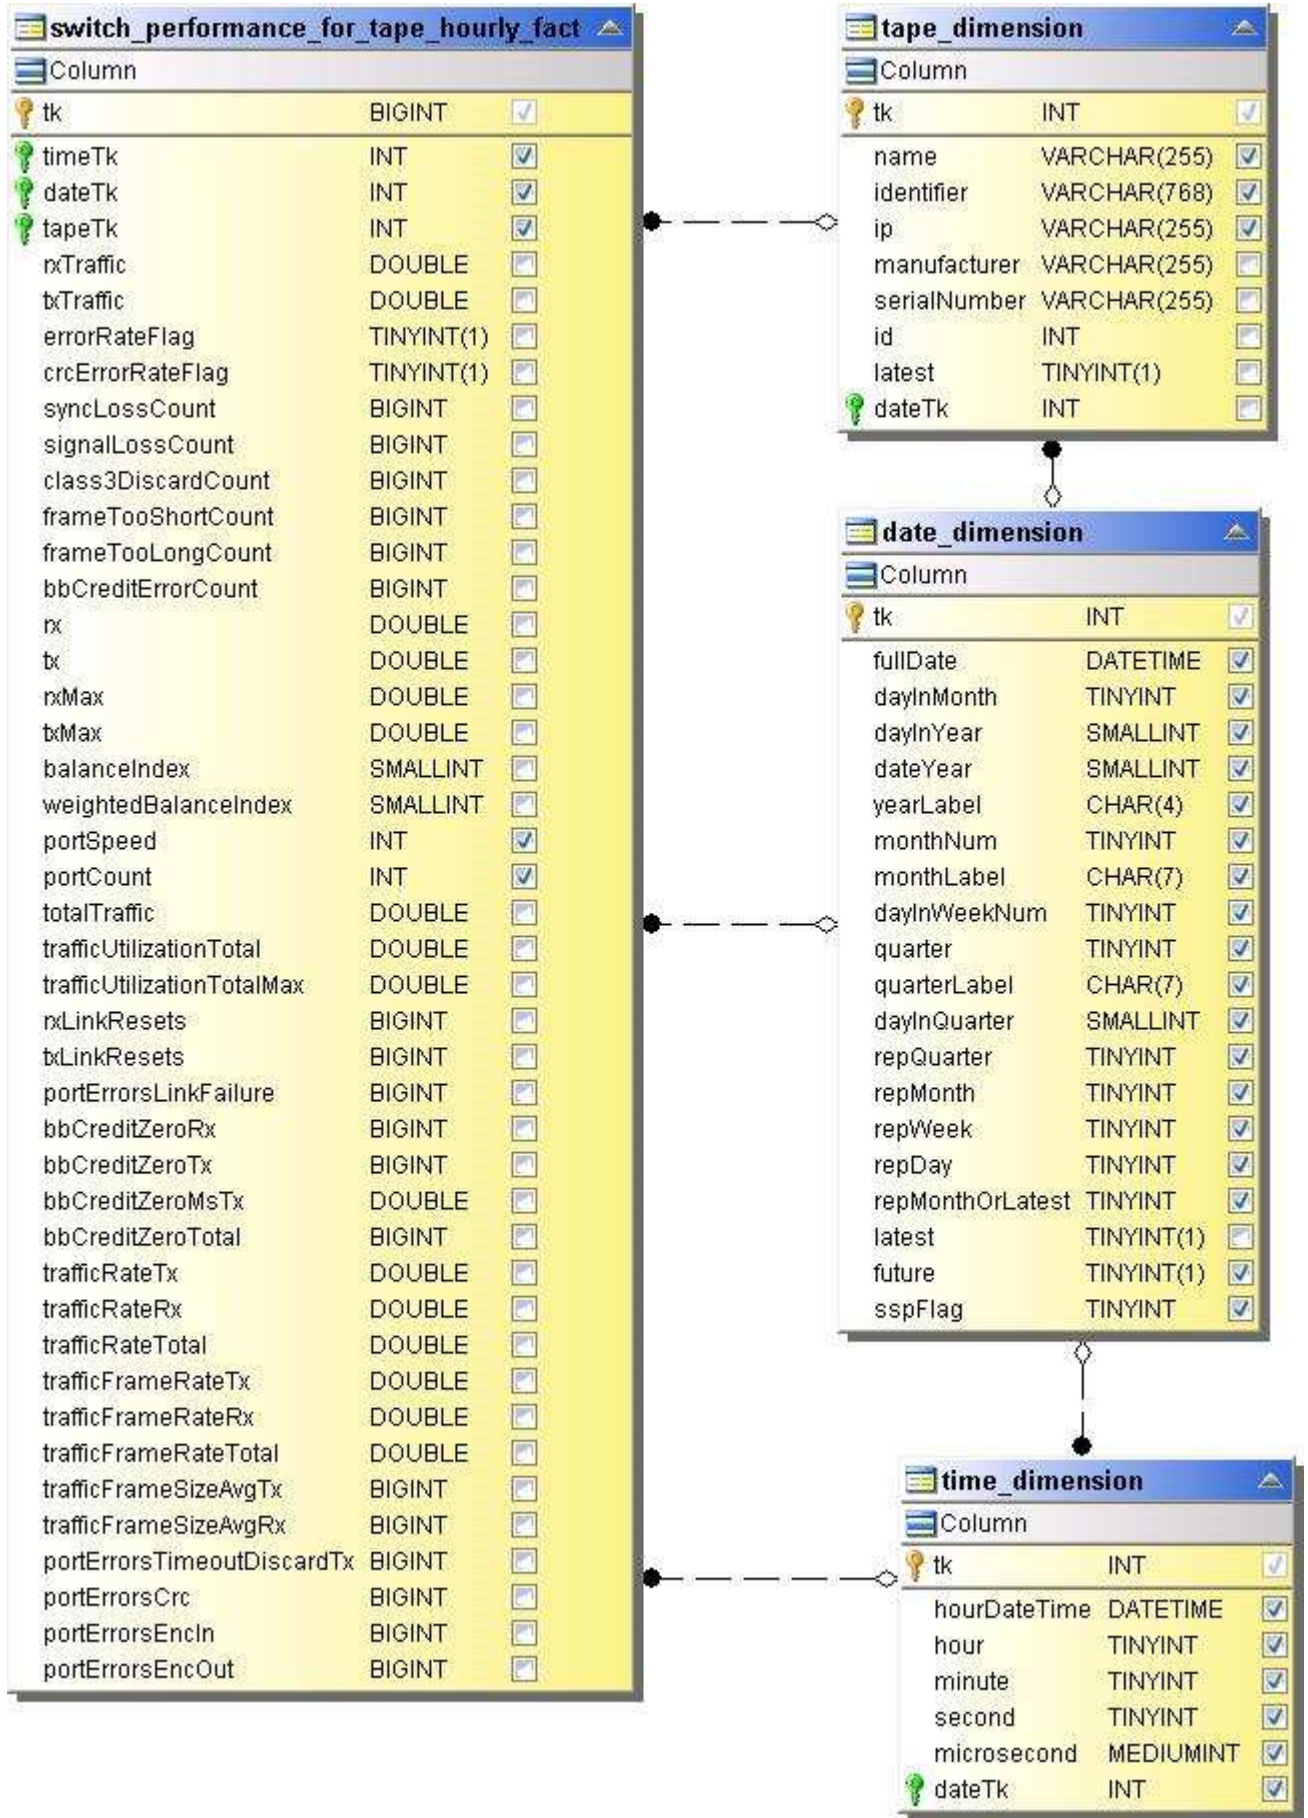 switch_performance_for_tape_hourly_fact
Column
tk BIGINT
timeTk INT
dateTk INT
tapeTk INT
rxTraffic DOUBLE
txTraffic DOUBLE
errorRateFlag TINYINT(1)
crcErrorRateFlag TINYINT(1)
syncLossCount BIGINT
signalLossCount BIGINT
class3DiscardCount BIGINT
frameTooShortCount BIGINT
frameTooLongCount BIGINT
bbCreditErrorCount BIGINT
rx DOUBLE
tx DOUBLE
rxMax DOUBLE
txMax DOUBLE
balanceIndex SMALLINT
weightedBalanceIndex SMALLINT
portSpeed INT
portCount INT
totalTraffic DOUBLE
trafficUtilizationTotal DOUBLE
trafficUtilizationTotalMax DOUBLE
rxLinkResets BIGINT
txLinkResets BIGINT
portErrorsLinkFailure BIGINT
bbCreditZeroRx BIGINT
bbCreditZeroTx BIGINT
bbCreditZeroMsTx DOUBLE
bbCreditZeroTotal BIGINT
trafficRateTx DOUBLE
trafficRateRx DOUBLE
trafficRateTotal DOUBLE
trafficFrameRateTx DOUBLE
trafficFrameRateRx DOUBLE
trafficFrameRateTotal DOUBLE
trafficFrameSizeAvgTx BIGINT
trafficFrameSizeAvgRx BIGINT
portErrorsTimeoutDiscardTx BIGINT
portErrorsCrc BIGINT
portErrorsEncIn BIGINT
portErrorsEncOut BIGINT
tape_dimension
Column
tk INT
name VARCHAR(255)
identifier VARCHAR(768)
ip VARCHAR(255)
manufacturer VARCHAR(255)
serialNumber VARCHAR(255)
id INT
latest TINYINT(1)
dateTk INT
date_dimension
Column
tk INT
fullDate DATETIME
dayInMonth TINYINT
dayInYear SMALLINT
dateYear SMALLINT
yearLabel CHAR(4)
monthNum TINYINT
monthLabel CHAR(7)
dayInWeekNum TINYINT
quarter TINYINT
quarterLabel CHAR(7)
dayInQuarter SMALLINT
repQuarter TINYINT
repMonth TINYINT
repWeek TINYINT
repDay TINYINT
repMonthOrLatest TINYINT
latest TINYINT(1)
future TINYINT(1)
sspFlag TINYINT
time_dimension
Column
tk INT
hourDateTime DATETIME
hour TINYINT
minute TINYINT
second TINYINT
microsecond MEDIUMINT
dateTk INT